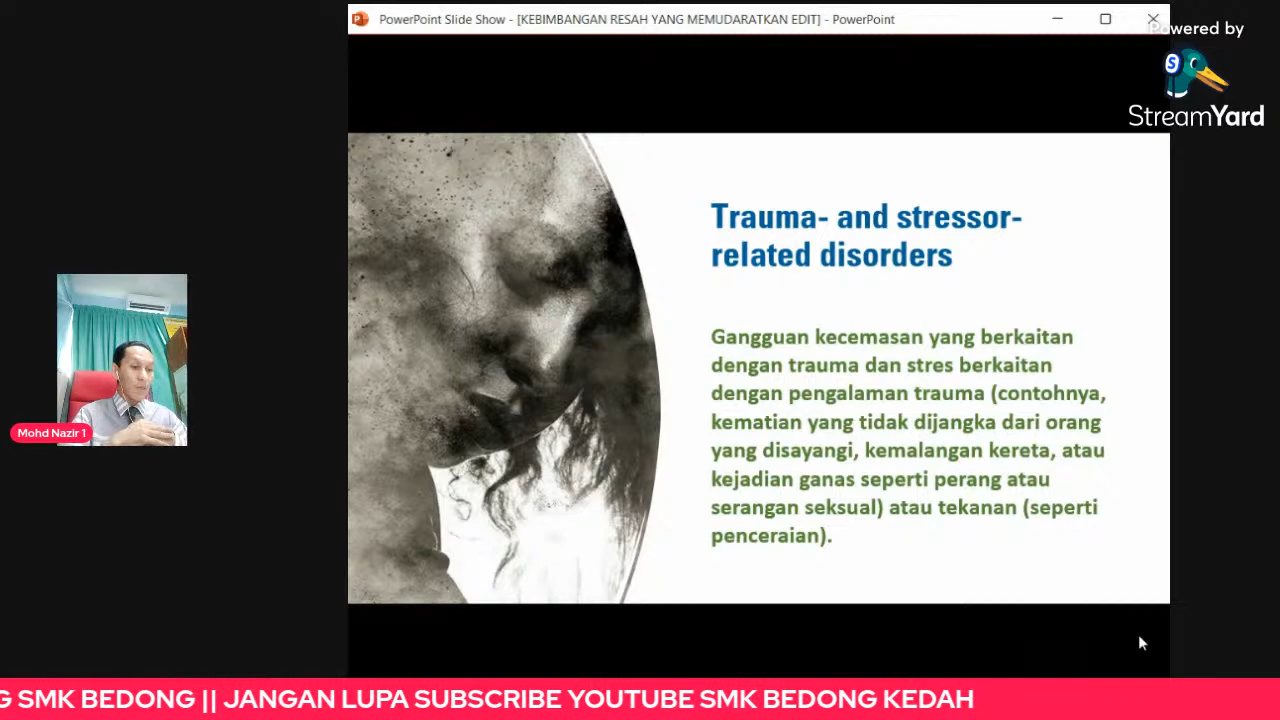 PowerPoint Slide Show - [KEBIMBANGAN RESAH YANG MEMUDARATKAN EDIT] - PowerPoint
Powered by
S
StreamYard
Trauma- and stressor-
related disorders
Gangguan kecemasan yang berkaitan
dengan trauma dan stres berkaitan
dengan pengalaman trauma (contohnya,
kematian yang tidak dijangka dari orang
yang disayangi, kemalangan kereta, atau
kejadian ganas seperti perang atau
serangan seksual) atau tekanan (seperti
penceraian).
Mohd Nazir 1
G SMK BEDONG || JANGAN LUPA SUBSCRIBE YOUTUBE SMK BEDONG KEDAH